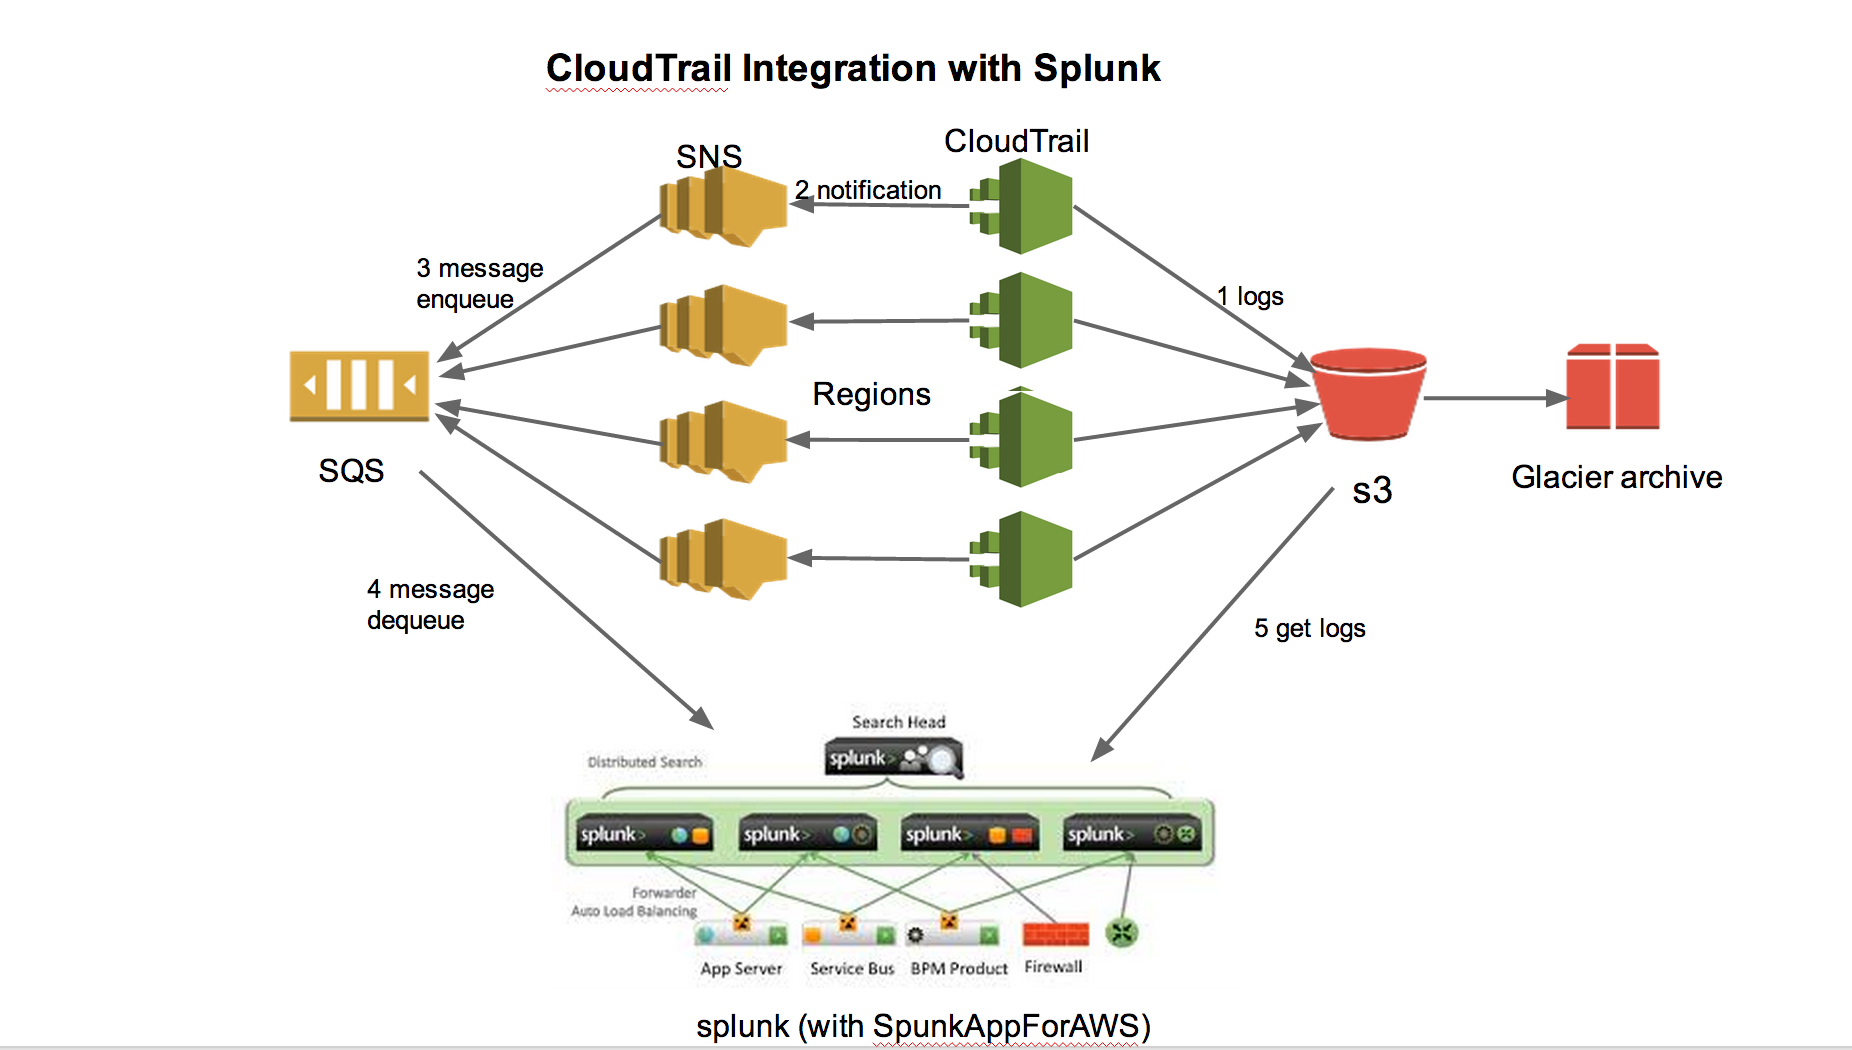 CloudTrail Integration with Splunk
CloudTrail
SNS
2 notification
3 message
enqueue
1 logs
Regions
SQS
s3
Glacier archive
4 message
dequeue
5 get logs
Search Head
splunk>
Distributed Search
splunk>
splunk>
splunk>
splunk>
Forwarder
Auto Load Balancing
App Server
Service Bus
BPM Product
Firewall
splunk (with SpunkAppForAWS)